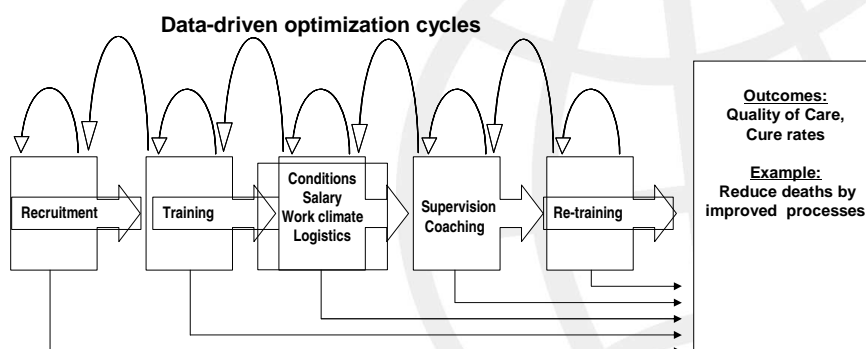 Data-driven optimization cycles
Recruitment
Training
Conditions
Salary
Work climate
Logistics
Supervision
Coaching
Re-training
Outcomes:
Quality of Care,
Cure rates
Example:
Reduce deaths by
improved processes